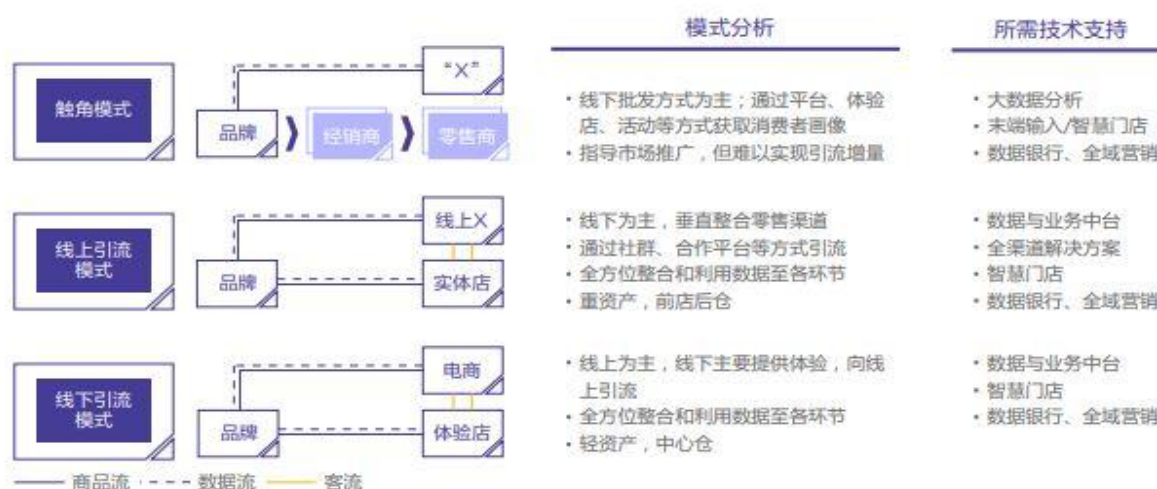 模式分析
所需技术支持
触角模式
“X”
品牌
经销商
零售商
• 线下批发方式为主；通过平台、体验
店、活动等方式获取消费者画像
• 指导市场推广，但难以实现引流增量
• 大数据分析
• 末端输入/智慧门店
• 数据银行、全域营销
线上引流
模式
线上X
品牌
实体店
• 线下为主，垂直整合零售渠道
• 通过社群、合作平台等方式引流
• 全方位整合和利用数据至各环节
• 重资产，前店后仓
• 数据与业务中台
• 全渠道解决方案
• 智慧门店
• 数据银行、全域营销
线下引流
模式
电商
品牌
体验店
• 线上为主，线下主要提供体验，向线
上引流
• 全方位整合和利用数据至各环节
• 轻资产，中心仓
• 数据与业务中台
• 智慧门店
• 数据银行、全域营销
商品流 数据流 客流